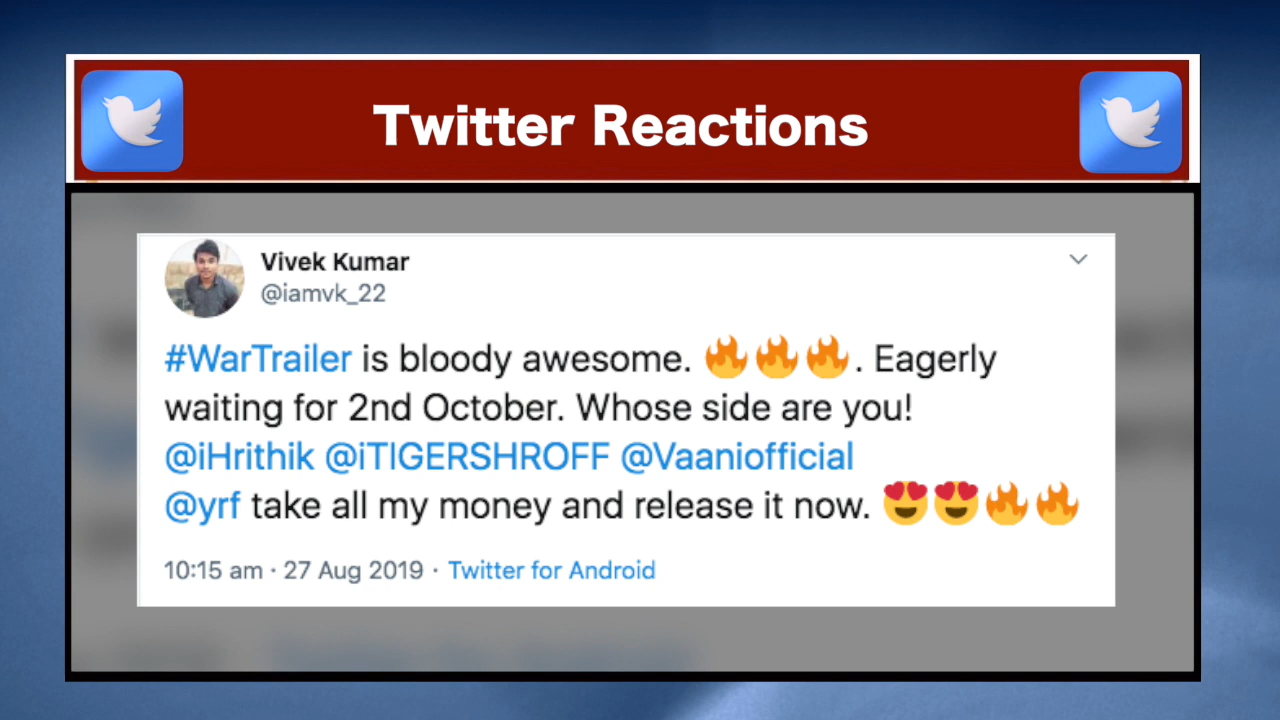 Twitter Reactions
Vivek Kumar
@iamvk_22
#WarTrailer is bloody awesome. 🔥🔥🔥. Eagerly
waiting for 2nd October. Whose side are you!
@iHrithik @iTIGERSHROFF @Vaaniofficial
@yrf take all my money and release it now. 😍😍🔥🔥
10:15 am · 27 Aug 2019 · Twitter for Android